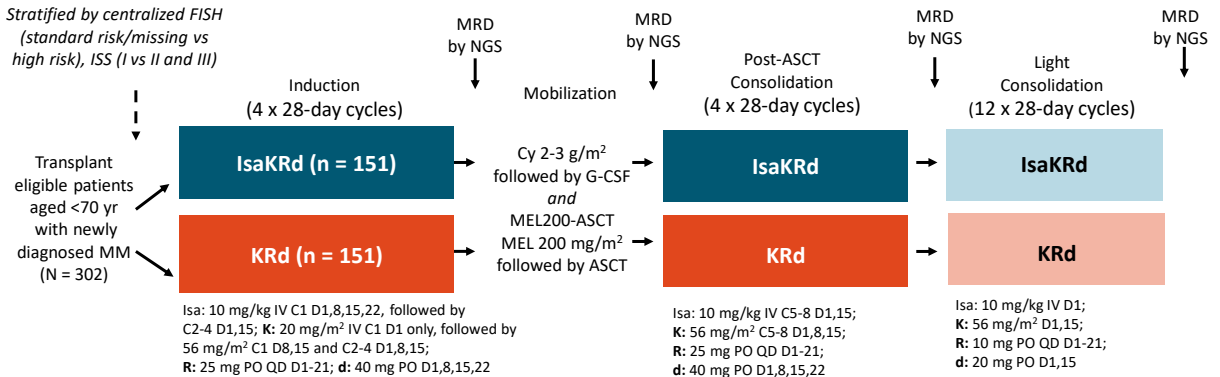 Stratified by centralized FISH
(standard risk/missing vs
high risk), ISS (I vs II and III)
MRD
by NGS
MRD
by NGS
MRD
by NGS
MRD
by NGS
Induction
(4 x 28-day cycles)
Mobilization
Post-ASCT
Consolidation
(4 x 28-day cycles)
Light
Consolidation
(12 x 28-day cycles)
Transplant
eligible patients
aged <70 yr
with newly
diagnosed MM
(N = 302)
IsaKRd (n = 151)
KRd (n = 151)
Cy 2-3 g/m²
followed by G-CSF
and
MEL200-ASCT
MEL 200 mg/m²
followed by ASCT
IsaKRd
KRd
IsaKRd
KRd
Isa: 10 mg/kg IV C1 D1,8,15,22, followed by
C2-4 D1,15; K: 20 mg/m² IV C1 D1 only, followed by
56 mg/m² C1 D8,15 and C2-4 D1,8,15;
R: 25 mg PO QD D1-21; d: 40 mg PO D1,8,15,22
Isa: 10 mg/kg IV C5-8 D1,15;
K: 56 mg/m² C5-8 D1,8,15;
R: 25 mg PO QD D1-21;
d: 40 mg PO D1,8,15,22
Isa: 10 mg/kg IV D1;
K: 56 mg/m² D1,15;
R: 10 mg PO QD D1-21;
d: 20 mg PO D1,15